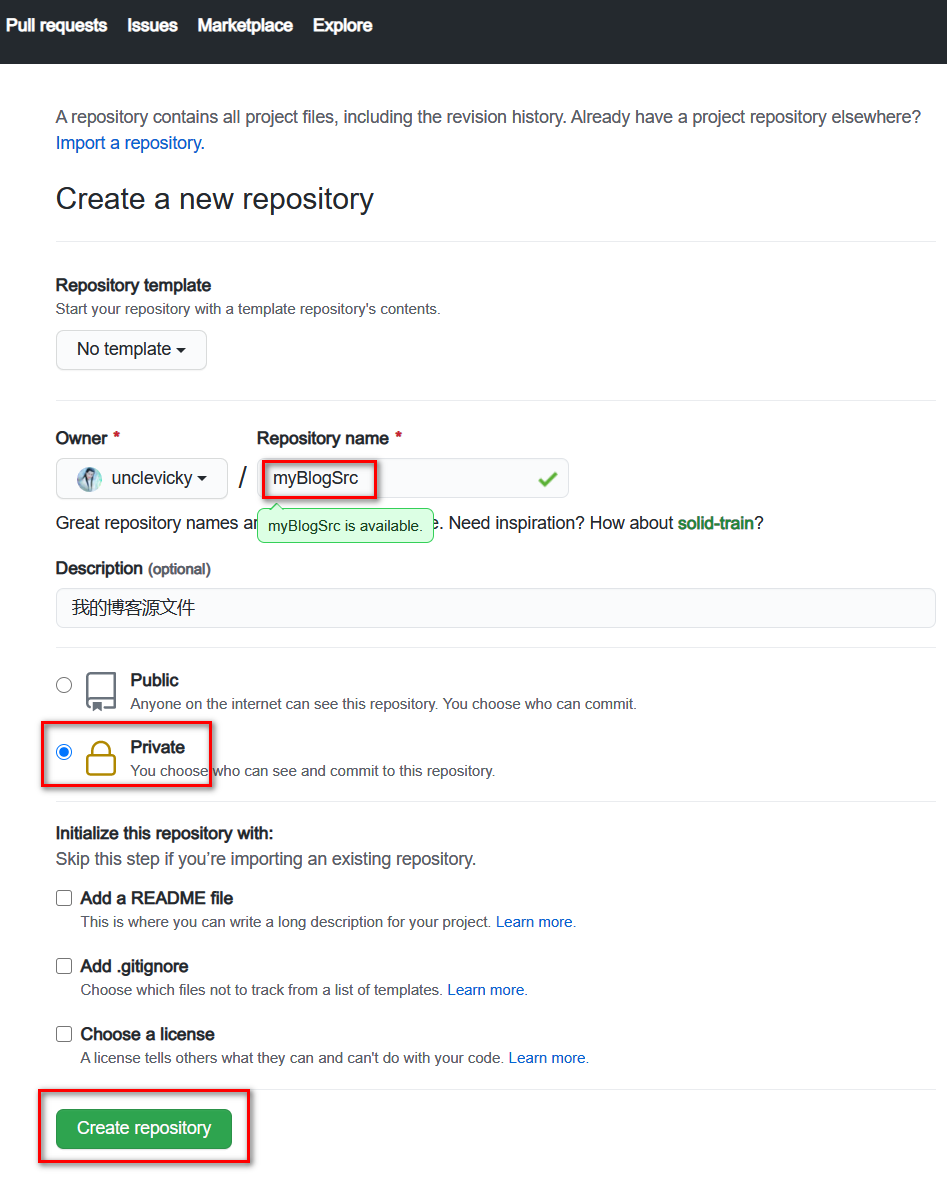 Pull requests Issues Marketplace Explore
A repository contains all project files, including the revision history. Already have a project repository elsewhere?
Import a repository.
Create a new repository
Repository template
Start your repository with a template repository's contents.
No template
Owner * Repository name *
unclevicky / myBlogSrc
Great repository names a e. Need inspiration? How about solid-train?
myBlogSrc is available.
Description (optional)
我的博客源文件
Public
Anyone on the internet can see this repository. You choose who can commit.
Private
You choose who can see and commit to this repository.
Initialize this repository with:
Skip this step if you’re importing an existing repository.
Add a README file
This is where you can write a long description for your project. Learn more.
Add .gitignore
Choose which files not to track from a list of templates. Learn more.
Choose a license
A license tells others what they can and can't do with your code. Learn more.
Create repository